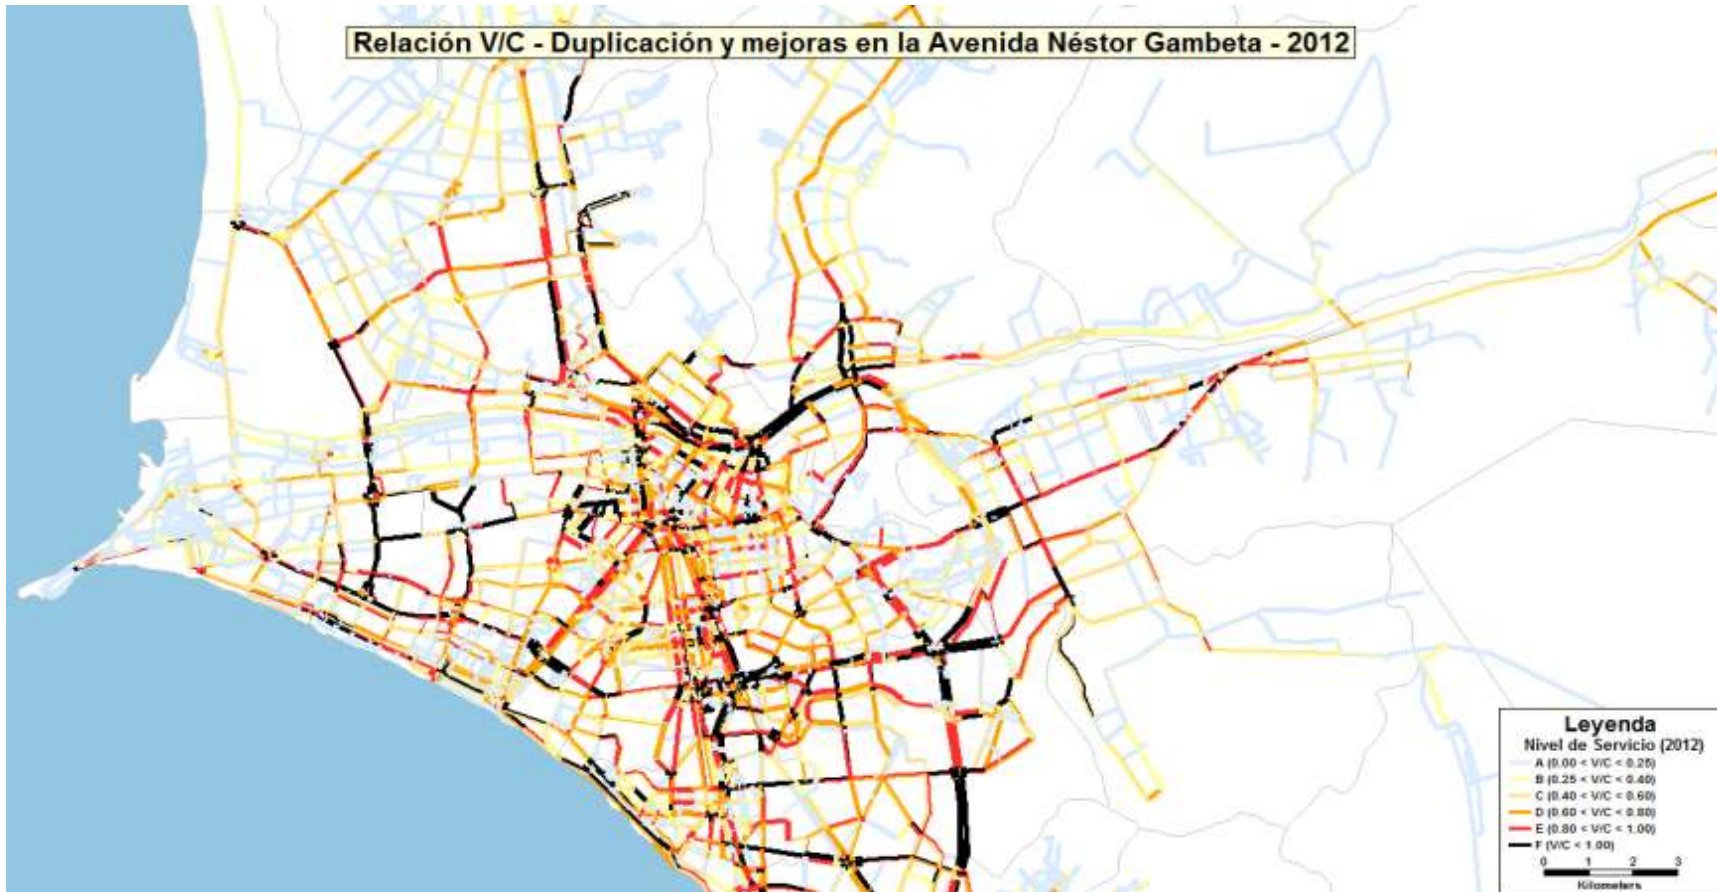 Relación V/C - Duplicación y mejoras en la Avenida Néstor Gambeta - 2012
Leyenda
Nivel de Servicio (2012)
A (0.00 < V/C < 0.25)
B (0.25 < V/C < 0.40)
C (0.40 < V/C < 0.60)
D (0.60 < V/C < 0.80)
E (0.80 < V/C < 1.00)
F (V/C < 1.00)
0 1 2 3
Kilometers